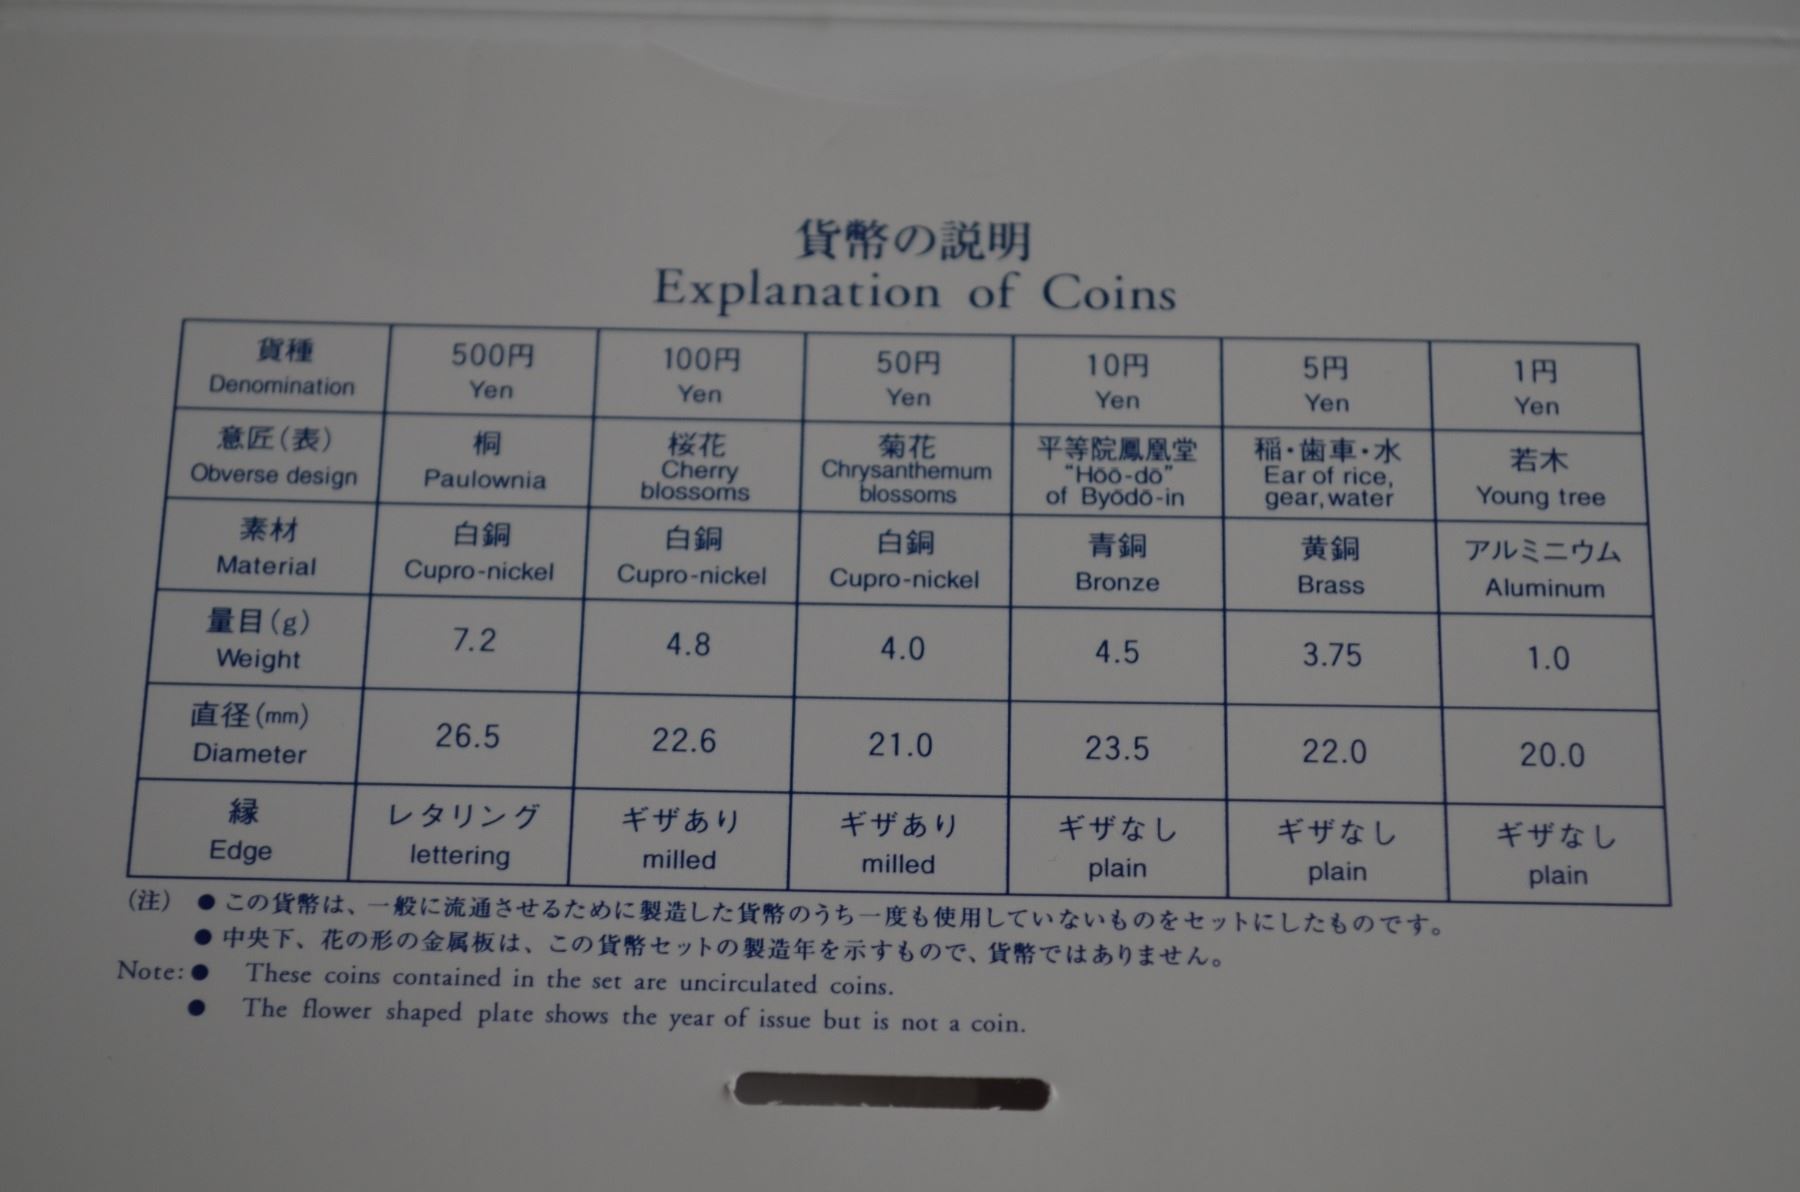 貨幣の説明
Explanation of Coins
貨種 500円 100円 50円 10円 5円 1円
Denomination Yen Yen Yen Yen Yen Yen
意匠(表) 桐 桜花 菊花 平等院鳳凰堂 稲・歯車・水 若木
Obverse design Paulownia Cherry blossoms Chrysanthemum blossoms "Hōō-dō" of Byōdō-in Ear of rice, gear, water Young tree
素材 白銅 白銅 白銅 青銅 黄銅 アルミニウム
Material Cupro-nickel Cupro-nickel Cupro-nickel Bronze Brass Aluminum
量目(g) 7.2 4.8 4.0 4.5 3.75 1.0
Weight
直径(mm) 26.5 22.6 21.0 23.5 22.0 20.0
Diameter
縁 レタリング ギザあり ギザあり ギザなし ギザなし ギザなし
Edge lettering milled milled plain plain plain
(注) ● この貨幣は、一般に流通させるために製造した貨幣のうち一度も使用していないものをセットにしたものです。
● 中央下、花の形の金属板は、この貨幣セットの製造年を示すもので、貨幣ではありません。
Note: ● These coins contained in the set are uncirculated coins.
● The flower shaped plate shows the year of issue but is not a coin.